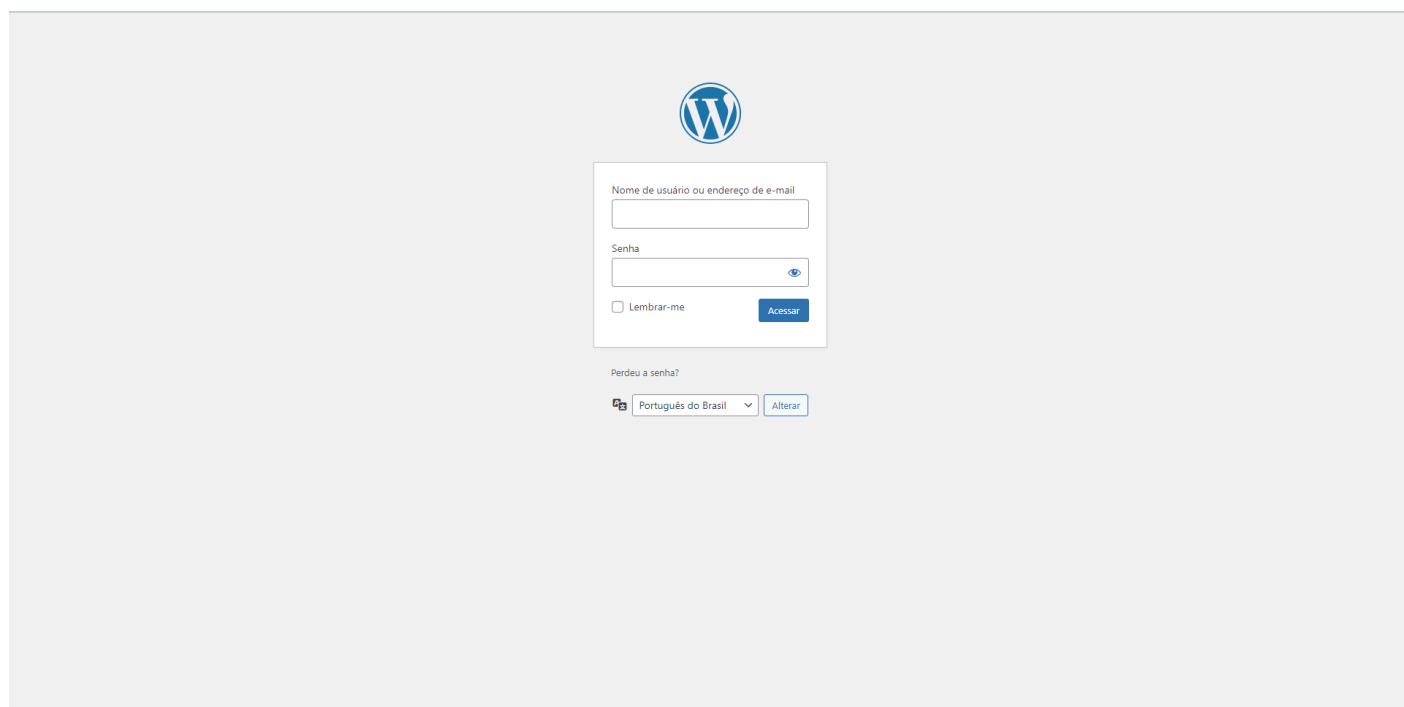 Nome de usuário ou endereço de e-mail
Senha
Lembrar-me
Acessar
Perdeu a senha?
Português do Brasil
Alterar